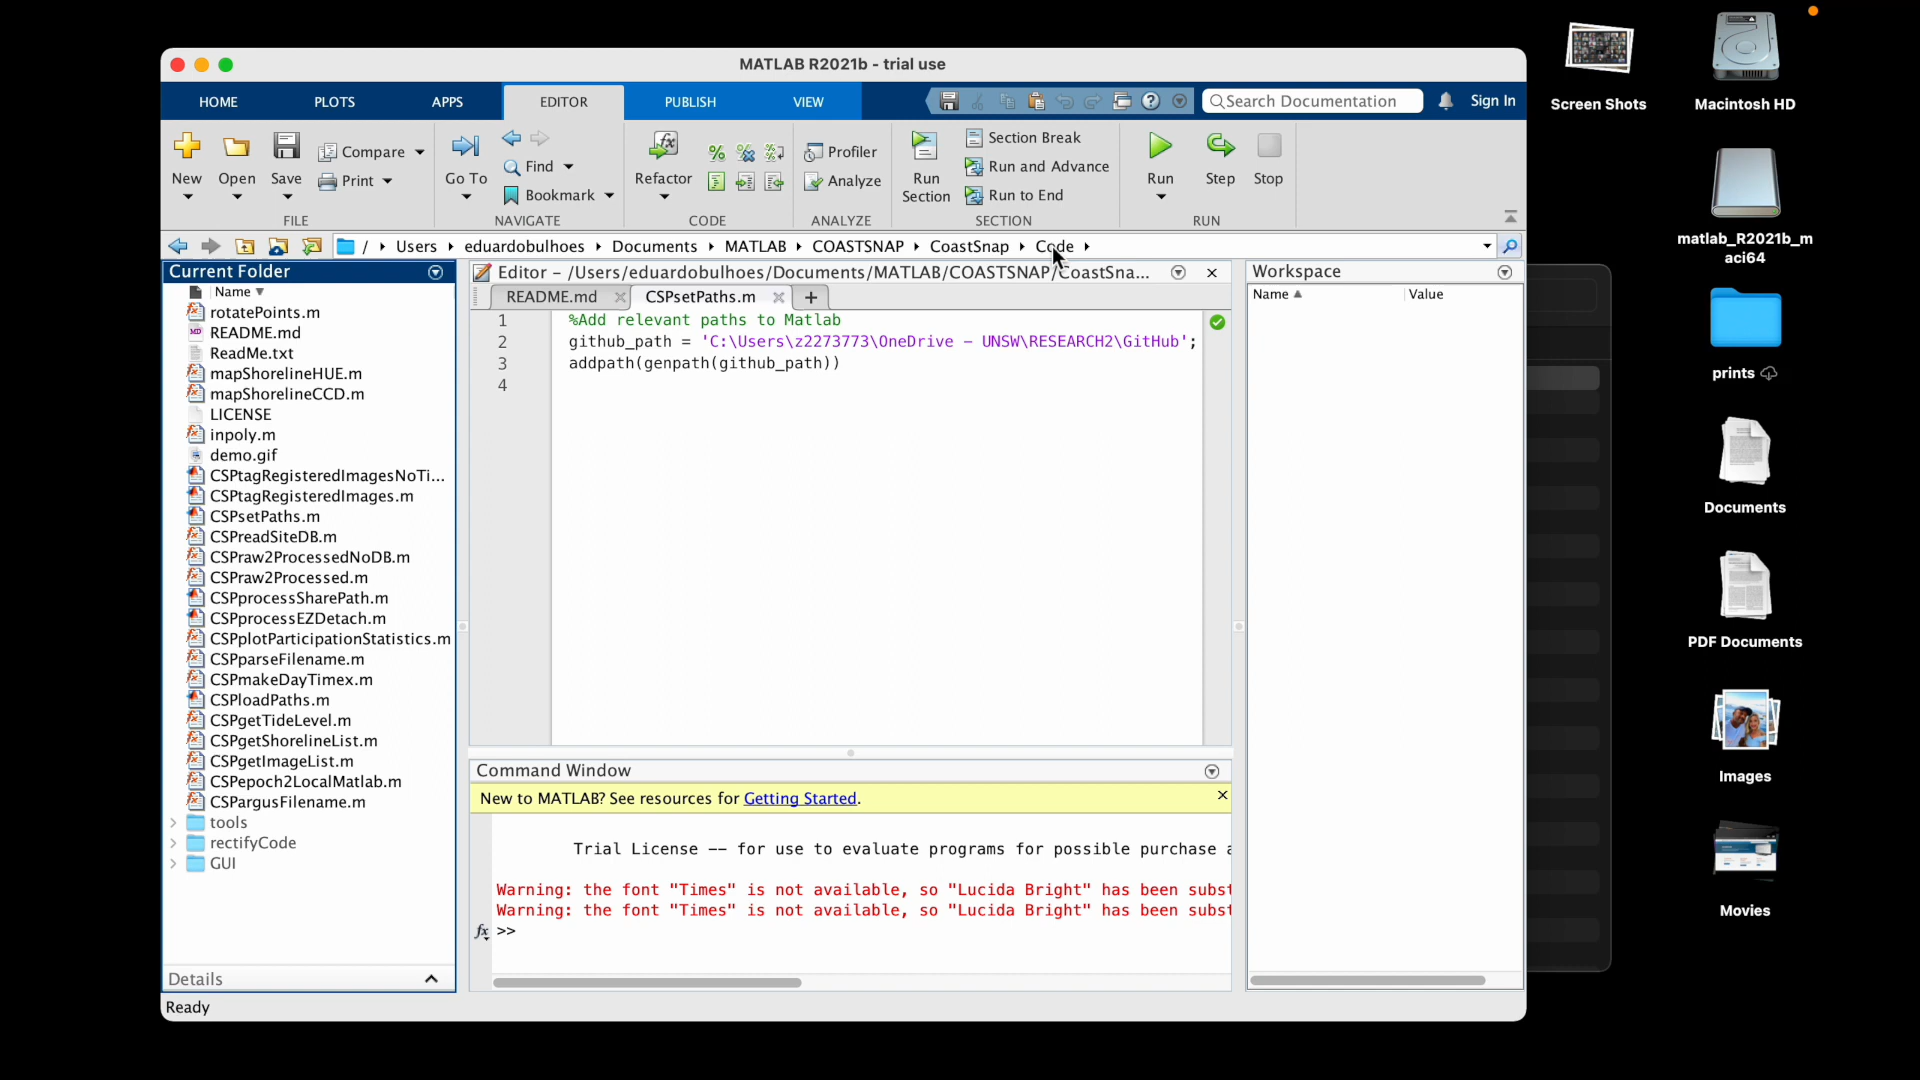 MATLAB R2021b - trial use
HOME PLOTS APPS EDITOR PUBLISH VIEW Search Documentation Sign In
New Open Save Compare Print
FILE
Go To Find Bookmark
NAVIGATE
Refactor
CODE
Profiler
Analyze
ANALYZE
Run Section
Section Break
Run and Advance
Run to End
SECTION
Run Step Stop
RUN
/ Users eduardobulhoes Documents MATLAB COASTSNAP CoastSnap Code
Current Folder
Name
rotatePoints.m
README.md
ReadMe.txt
mapShorelineHUE.m
mapShorelineCCD.m
LICENSE
inpoly.m
demo.gif
CSPtagRegisteredImagesNoTi...
CSPtagRegisteredImages.m
CSPsetPaths.m
CSPreadSiteDB.m
CSPraw2ProcessedNoDB.m
CSPraw2Processed.m
CSPprocessSharePath.m
CSPprocessEZDetach.m
CSPplotParticipationStatistics.m
CSPparseFilename.m
CSPmakeDayTimex.m
CSPloadPaths.m
CSPgetTideLevel.m
CSPgetShorelineList.m
CSPgetImageList.m
CSPepoch2LocalMatlab.m
CSPargusFilename.m
tools
rectifyCode
GUI
Details
Ready
Editor - /Users/eduardobulhoes/Documents/MATLAB/COASTSNAP/CoastSna...
README.md CSPsetPaths.m
1 %Add relevant paths to Matlab
2 github_path = 'C:\Users\z2273773\OneDrive - UNSW\RESEARCH2\GitHub';
3 addpath(genpath(github_path))
4
Command Window
New to MATLAB? See resources for Getting Started.
Trial License -- for use to evaluate programs for possible purchase
Warning: the font "Times" is not available, so "Lucida Bright" has been subst
Warning: the font "Times" is not available, so "Lucida Bright" has been subst
fx >>
Workspace
Name Value
Screen Shots
Macintosh HD
matlab_R2021b_m
aci64
prints
Documents
PDF Documents
Images
Movies